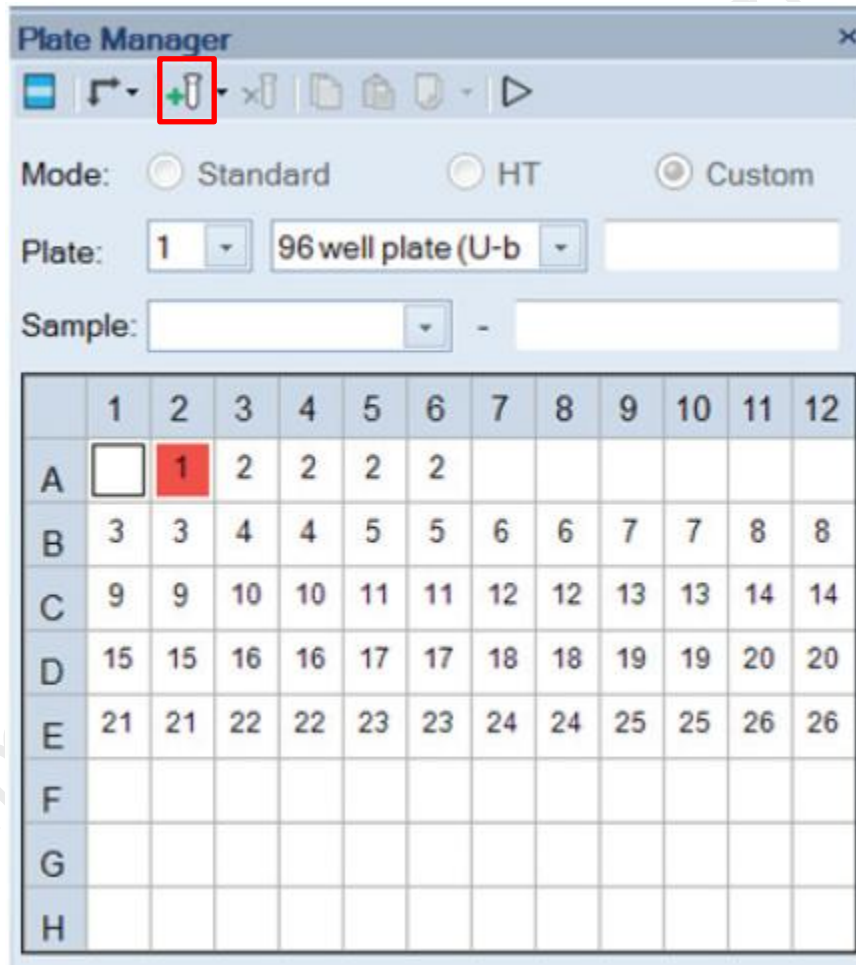 Plate Manager
Mode: Standard HT Custom
Plate: 1 96 well plate (U-b
Sample: -
1 2 3 4 5 6 7 8 9 10 11 12
A 1 2 2 2 2
B 3 3 4 4 5 5 6 6 7 7 8 8
C 9 9 10 10 11 11 12 12 13 13 14 14
D 15 15 16 16 17 17 18 18 19 19 20 20
E 21 21 22 22 23 23 24 24 25 25 26 26
F
G
H